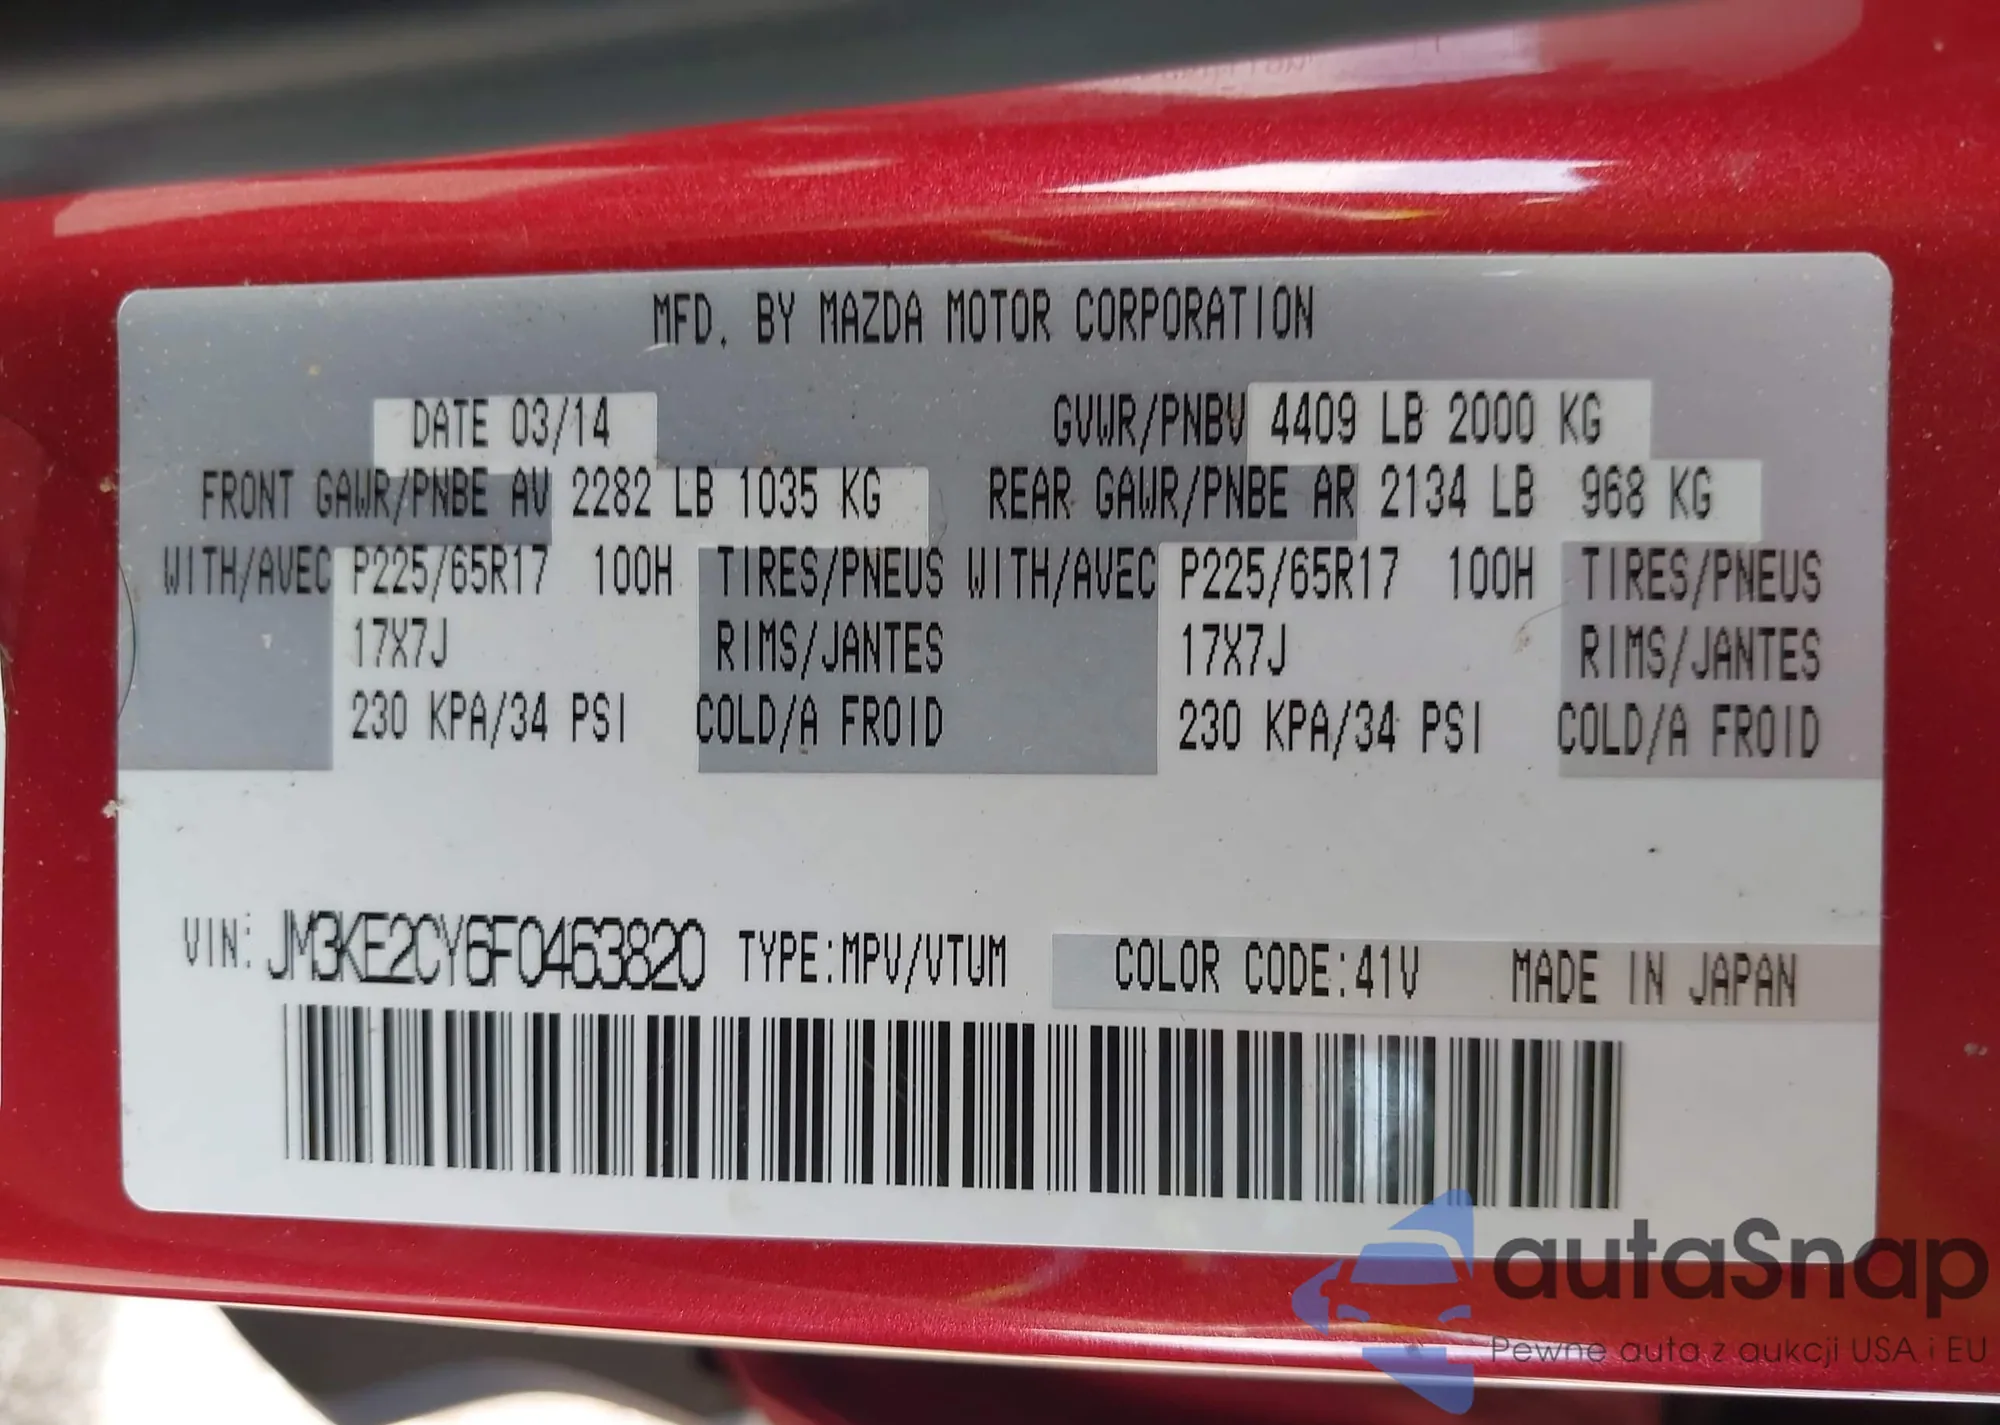 MFD. BY MAZDA MOTOR CORPORATION
DATE 03/14 GVWR/PNBV 4409 LB 2000 KG
FRONT GAWR/PNBE AV 2282 LB 1035 KG REAR GAWR/PNBE AR 2134 LB 968 KG
WITH/AVEC P225/65R17 100H TIRES/PNEUS WITH/AVEC P225/65R17 100H TIRES/PNEUS
17X7J RIMS/JANTES 17X7J RIMS/JANTES
230 KPA/34 PSI COLD/A FROID 230 KPA/34 PSI COLD/A FROID
VIN: JM3KE2CY6F0463820 TYPE:MPV/VTUM COLOR CODE:41V MADE IN JAPAN
autaSnap
Pewne auta z aukcji USA i EU